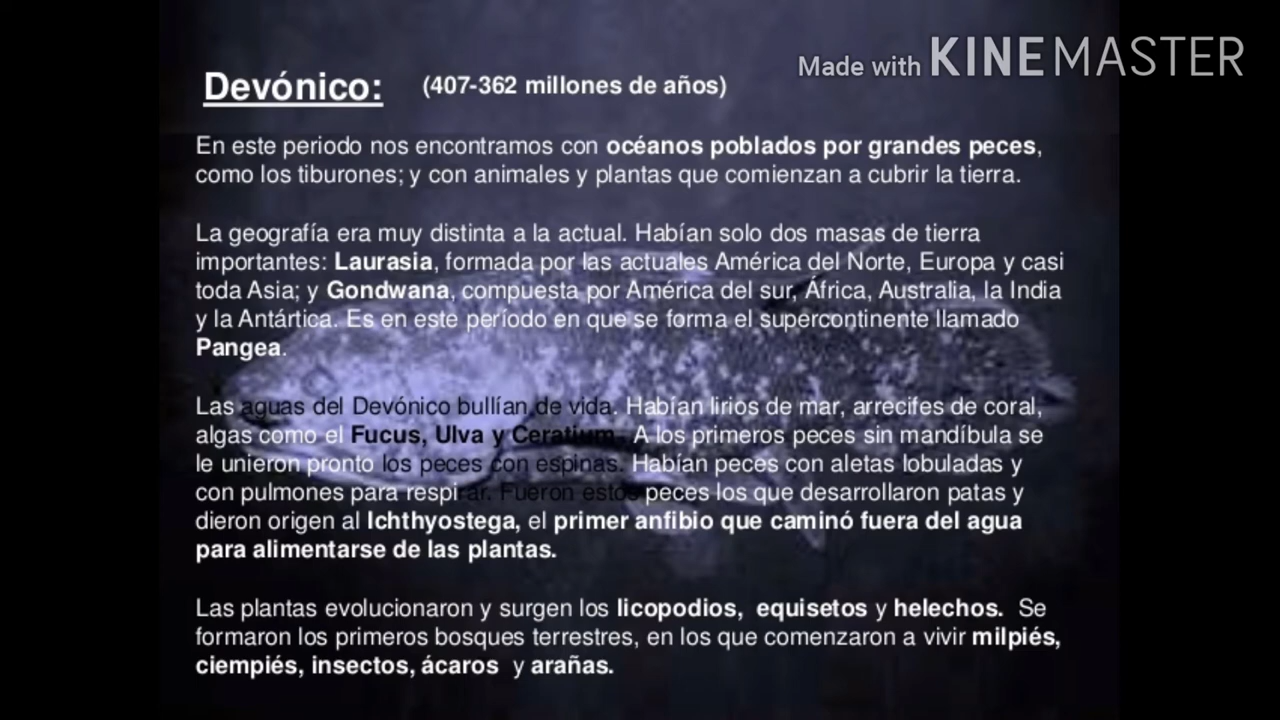 Made with KINEMASTER
Devónico: (407-362 millones de años)
En este periodo nos encontramos con océanos poblados por grandes peces,
como los tiburones; y con animales y plantas que comienzan a cubrir la tierra.
La geografía era muy distinta a la actual. Habían solo dos masas de tierra
importantes: Laurasia, formada por las actuales América del Norte, Europa y casi
toda Asia; y Gondwana, compuesta por América del sur, África, Australia, la India
y la Antártica. Es en este período en que se forma el supercontinente llamado
Pangea.
Las aguas del Devónico bullían de vida. Habían lirios de mar, arrecifes de coral,
algas como el Fucus, Ulva y Ceratium. A los primeros peces sin mandíbula se
le unieron pronto los peces con espinas. Habían peces con aletas lobuladas y
con pulmones para respirar. Fueron estos peces los que desarrollaron patas y
dieron origen al Ichthyostega, el primer anfibio que caminó fuera del agua
para alimentarse de las plantas.
Las plantas evolucionaron y surgen los licopodios, equisetos y helechos. Se
formaron los primeros bosques terrestres, en los que comenzaron a vivir milpiés,
ciempiés, insectos, ácaros y arañas.